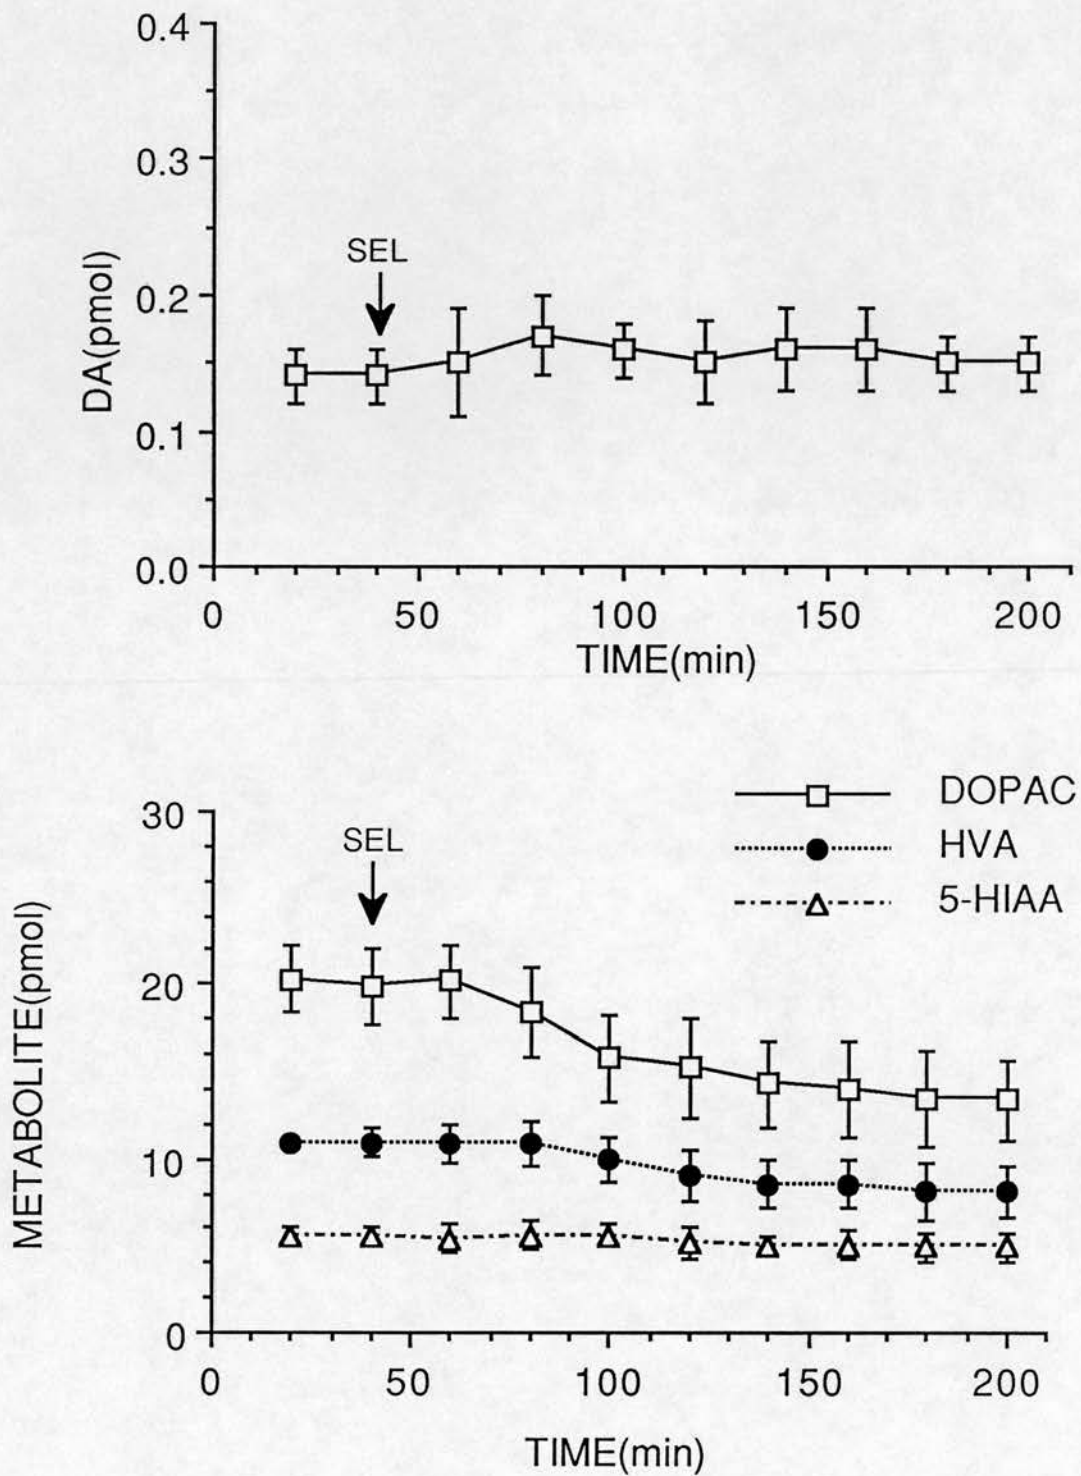 0.4
0.3
SEL
0.2
DA(pmol)
0.1
0.0
0 50 100 150 200
TIME(min)
DOPAC
30
SEL
HVA
5-HIAA
METABOLITE(pmol)
20
10
0
0 50 100 150 200
TIME(min)